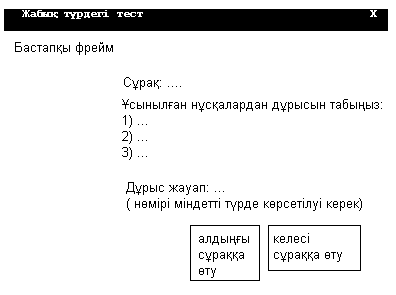 Жабық түрдегі тест X
Бастапқы фрейм
Сұрақ: ....
Ұсынылған нұсқалардан дұрысын табыңыз:
1) ...
2) ...
3) ...
Дұрыс жауап: ...
( нөмірі міндетті түрде көрсетілуі керек)
алдыңғы
сұраққа
өту
келесі
сұраққа өту